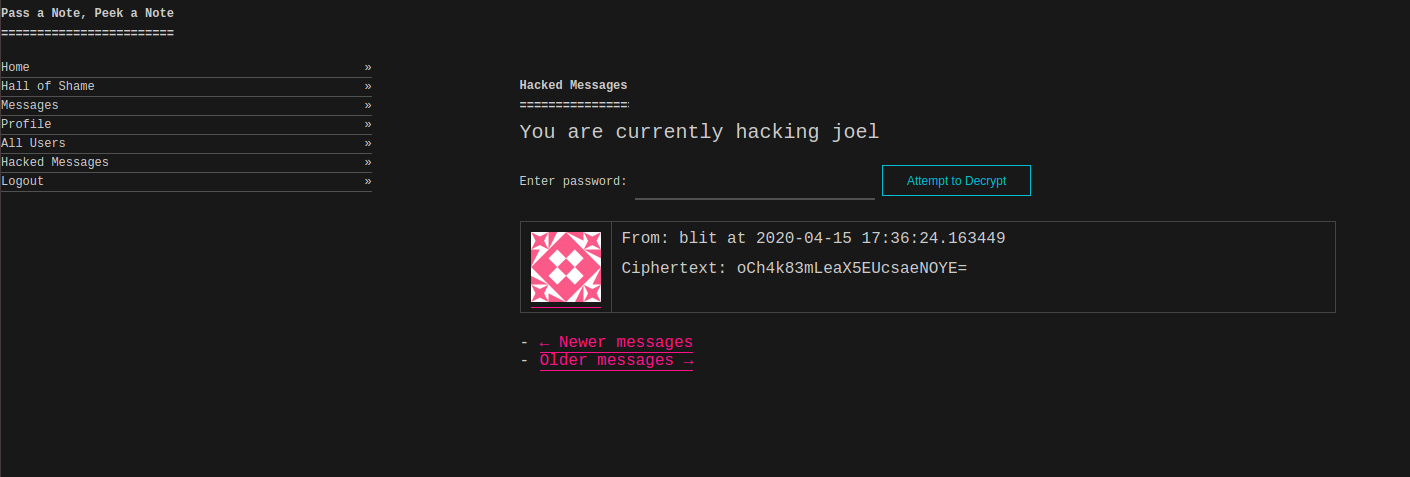 Pass a Note, Peek a Note
========================
Home »
Hall of Shame »
Messages »
Profile »
All Users »
Hacked Messages »
Logout »
Hacked Messages
===============
You are currently hacking joel
Enter password:
Attempt to Decrypt
From: blit at 2020-04-15 17:36:24.163449
Ciphertext: oCh4k83mLeaX5EUcsaeNOYE=
- ← Newer messages
- Older messages →